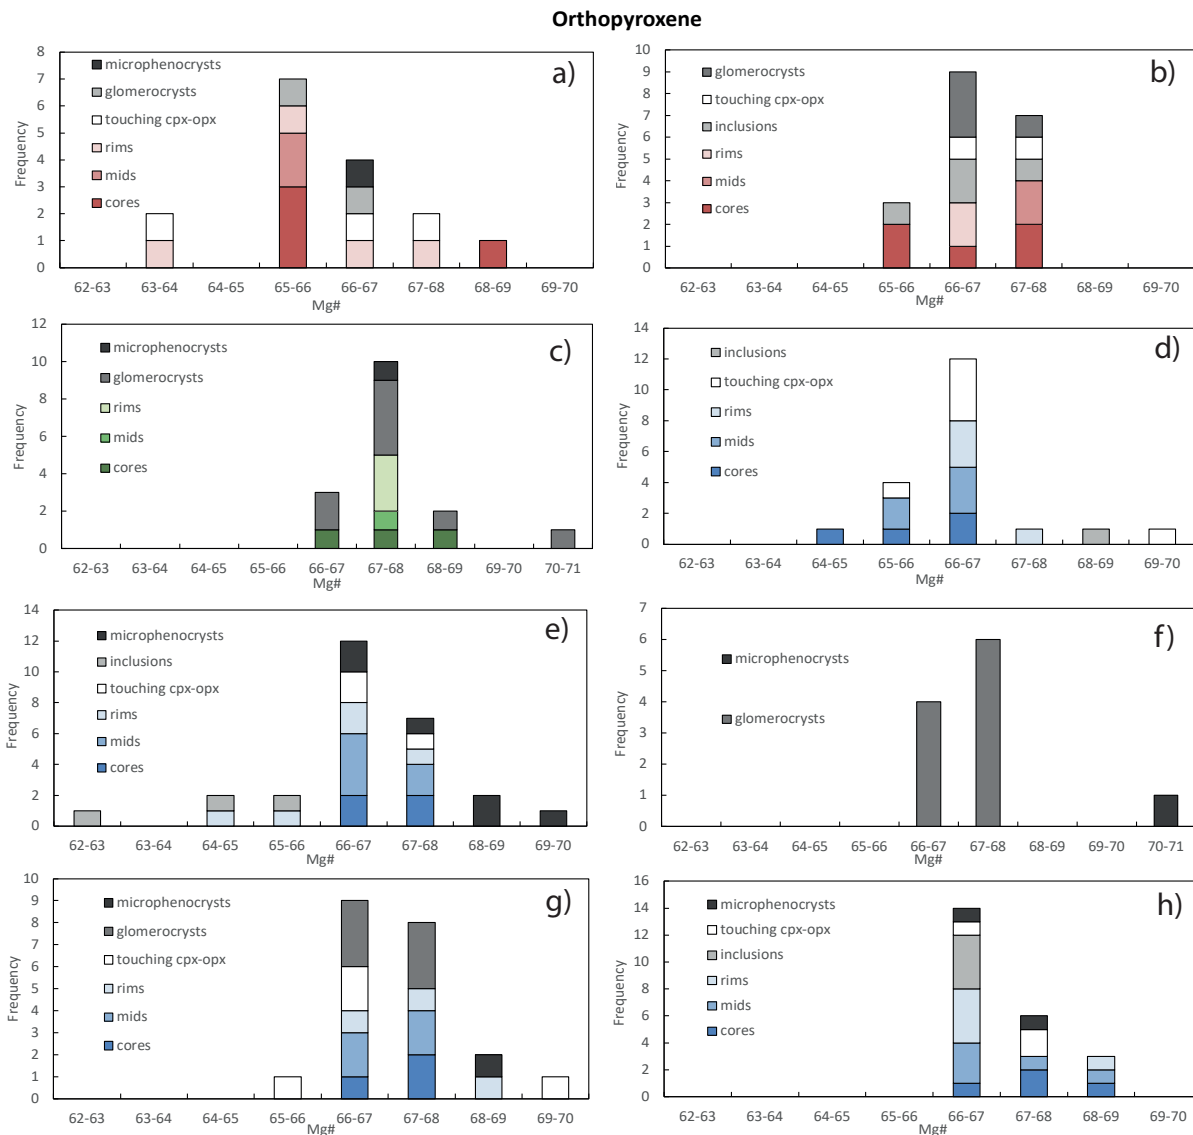 Orthopyroxene
a)
8
7
6
5
4
3
2
1
0
Frequency
microphenocrysts
glomerocrysts
touching cpx-opx
rims
mids
cores
62-63 63-64 64-65 65-66 66-67 67-68 68-69 69-70
Mg#
b)
10
9
8
7
6
5
4
3
2
1
0
Frequency
glomerocrysts
touching cpx-opx
inclusions
rims
mids
cores
62-63 63-64 64-65 65-66 66-67 67-68 68-69 69-70
Mg#
c)
12
10
8
6
4
2
0
Frequency
microphenocrysts
glomerocrysts
rims
mids
cores
62-63 63-64 64-65 65-66 66-67 67-68 68-69 69-70 70-71
Mg#
d)
14
12
10
8
6
4
2
0
Frequency
inclusions
touching cpx-opx
rims
mids
cores
62-63 63-64 64-65 65-66 66-67 67-68 68-69 69-70
Mg#
e)
14
12
10
8
6
4
2
0
Frequency
microphenocrysts
inclusions
touching cpx-opx
rims
mids
cores
62-63 63-64 64-65 65-66 66-67 67-68 68-69 69-70
Mg#
f)
7
6
5
4
3
2
1
0
Frequency
microphenocrysts
glomerocrysts
62-63 63-64 64-65 65-66 66-67 67-68 68-69 69-70 70-71
Mg#
g)
10
9
8
7
6
5
4
3
2
1
0
Frequency
microphenocrysts
glomerocrysts
touching cpx-opx
rims
mids
cores
62-63 63-64 64-65 65-66 66-67 67-68 68-69 69-70
Mg#
h)
16
14
12
10
8
6
4
2
0
Frequency
microphenocrysts
touching cpx-opx
inclusions
rims
mids
cores
62-63 63-64 64-65 65-66 66-67 67-68 68-69 69-70
Mg#